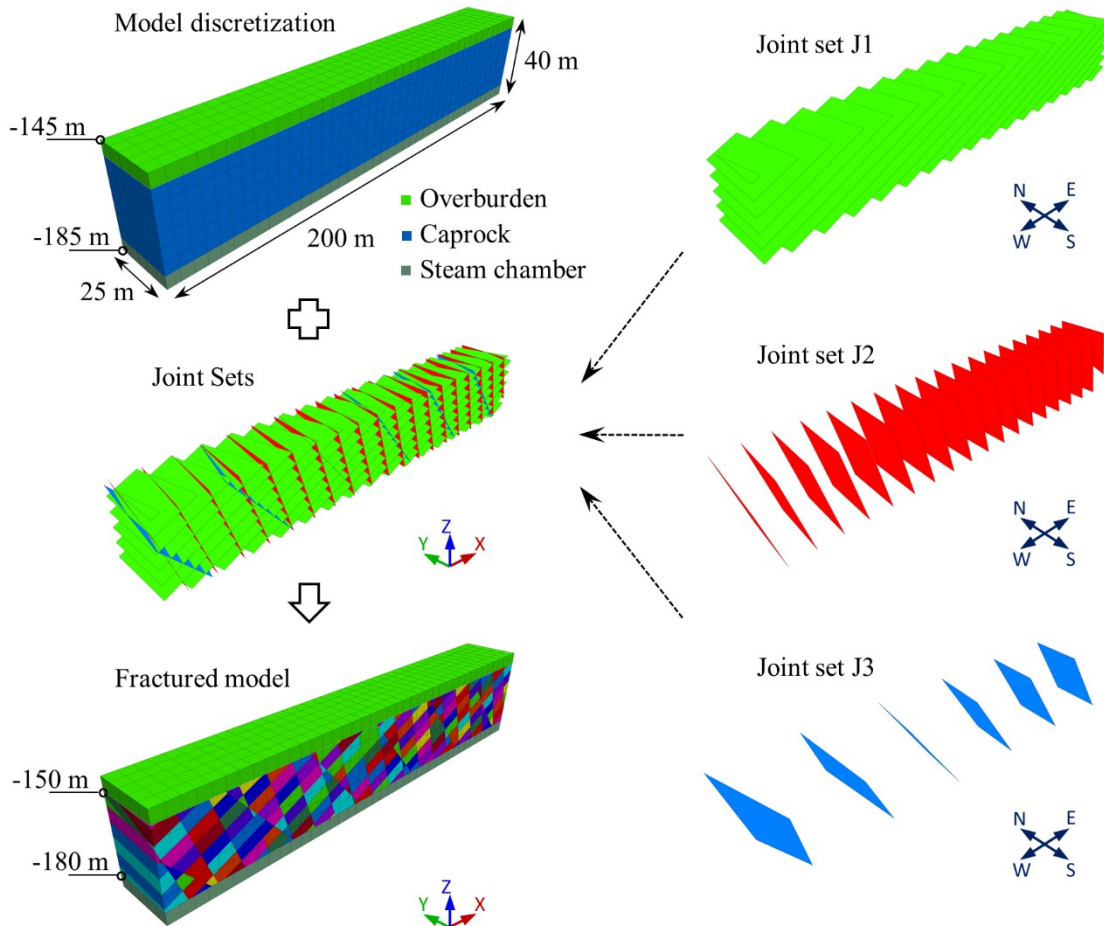 Model discretization
40 m
-145 m
Overburden
Caprock
Steam chamber
-185 m
25 m
200 m
Joint set J1
N E
W S
Joint Sets
Z
Y X
Joint set J2
N E
W S
Fractured model
-150 m
-180 m
Z
Y X
Joint set J3
N E
W S